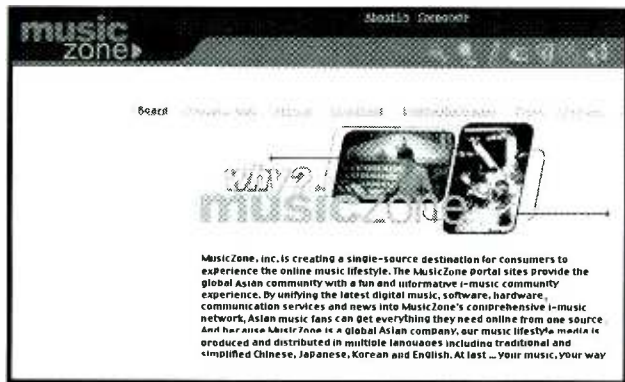 music
zone
Board
why?
musiczone
MusicZone, inc. is creating a single-source destination for consumers to
experience the online music lifestyle. The MusicZone portal sites provide the
global Asian community with a fun and informative i-music community
experience. By unifying the latest digital music, software, hardware,
communication services and news into MusicZone's comprehensive i-music
network, Asian music fans can get everything they need online from one source.
And because MusicZone is a global Asian company, our music lifestyle media is
produced and distributed in multiple languages including traditional and
simplified Chinese, Japanese, Korean and English. At last ... your music, your way